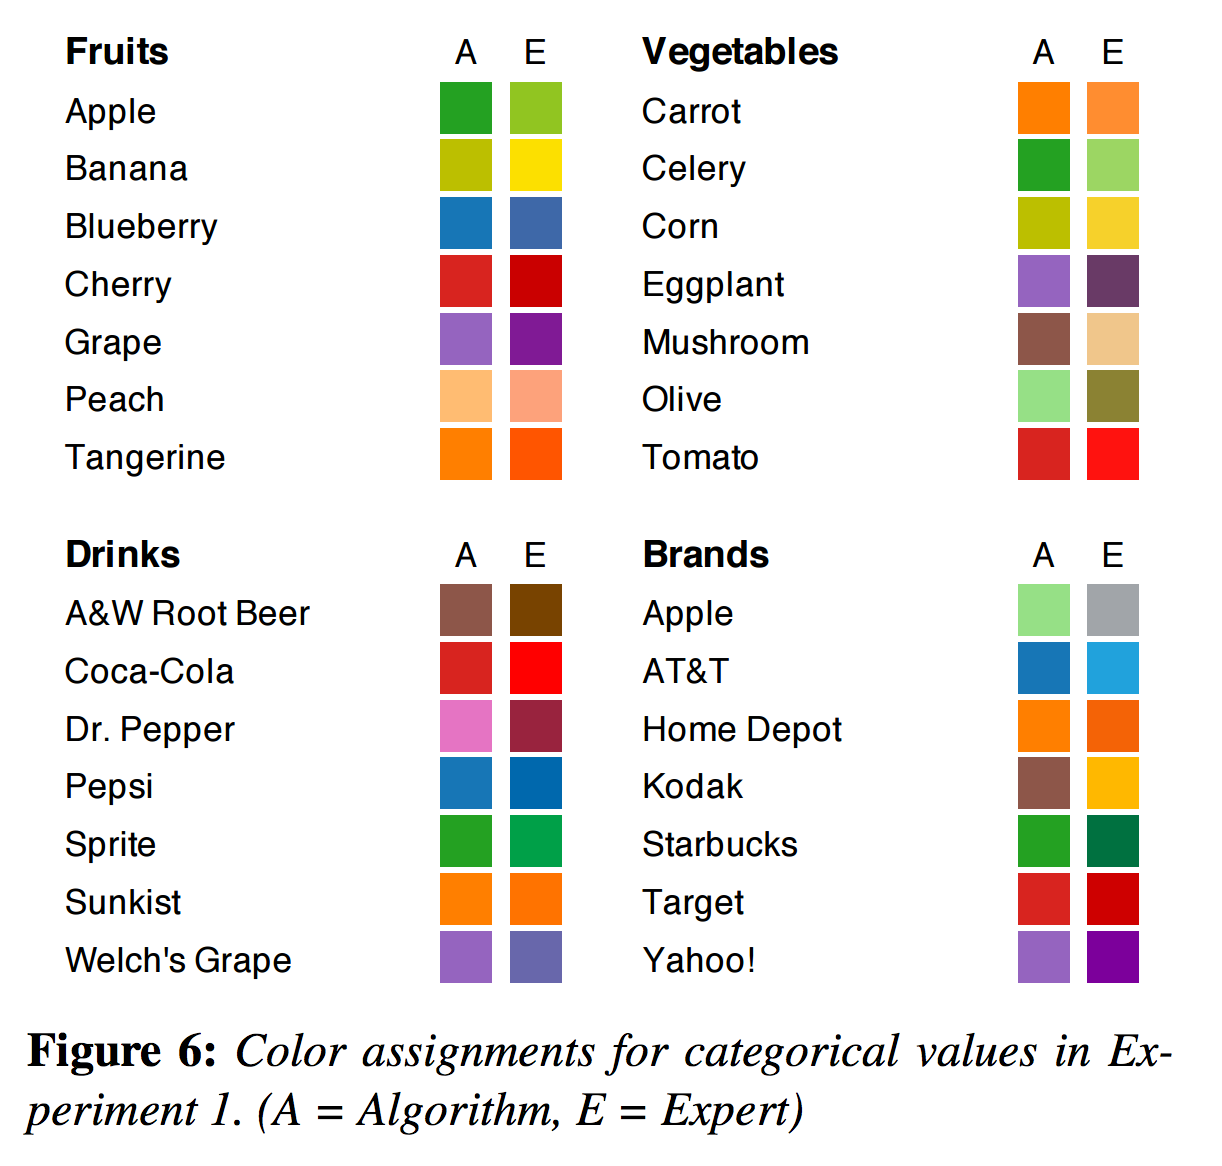 Fruits A E
Apple
Banana
Blueberry
Cherry
Grape
Peach
Tangerine
Vegetables A E
Carrot
Celery
Corn
Eggplant
Mushroom
Olive
Tomato
Drinks A E
A&W Root Beer
Coca-Cola
Dr. Pepper
Pepsi
Sprite
Sunkist
Welch's Grape
Brands A E
Apple
AT&T
Home Depot
Kodak
Starbucks
Target
Yahoo!
Figure 6: Color assignments for categorical values in Ex-
periment 1. (A = Algorithm, E = Expert)